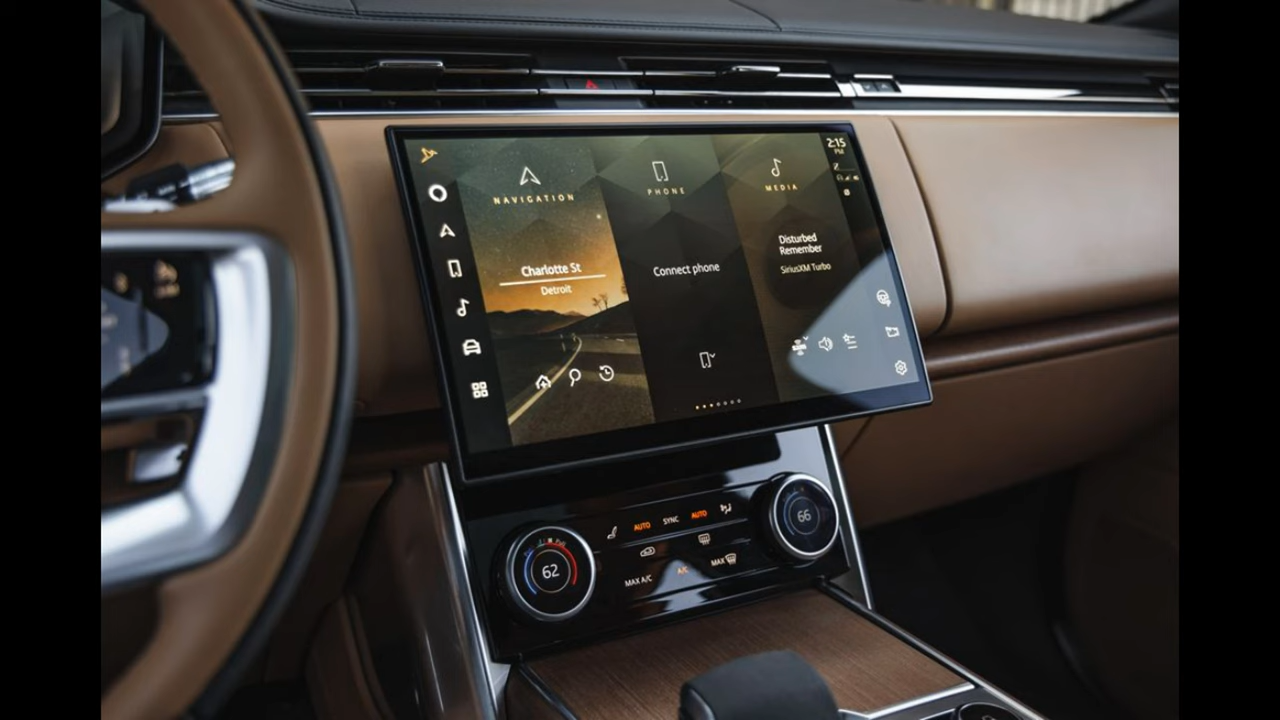 NAVIGATION
Charlotte St
Detroit
PHONE
Connect phone
MEDIA
Disturbed
Remember
SiriusXM Turbo
2:15
PM
62
AUTO
SYNC
AUTO
66
MAX A/C
A/C
MAX